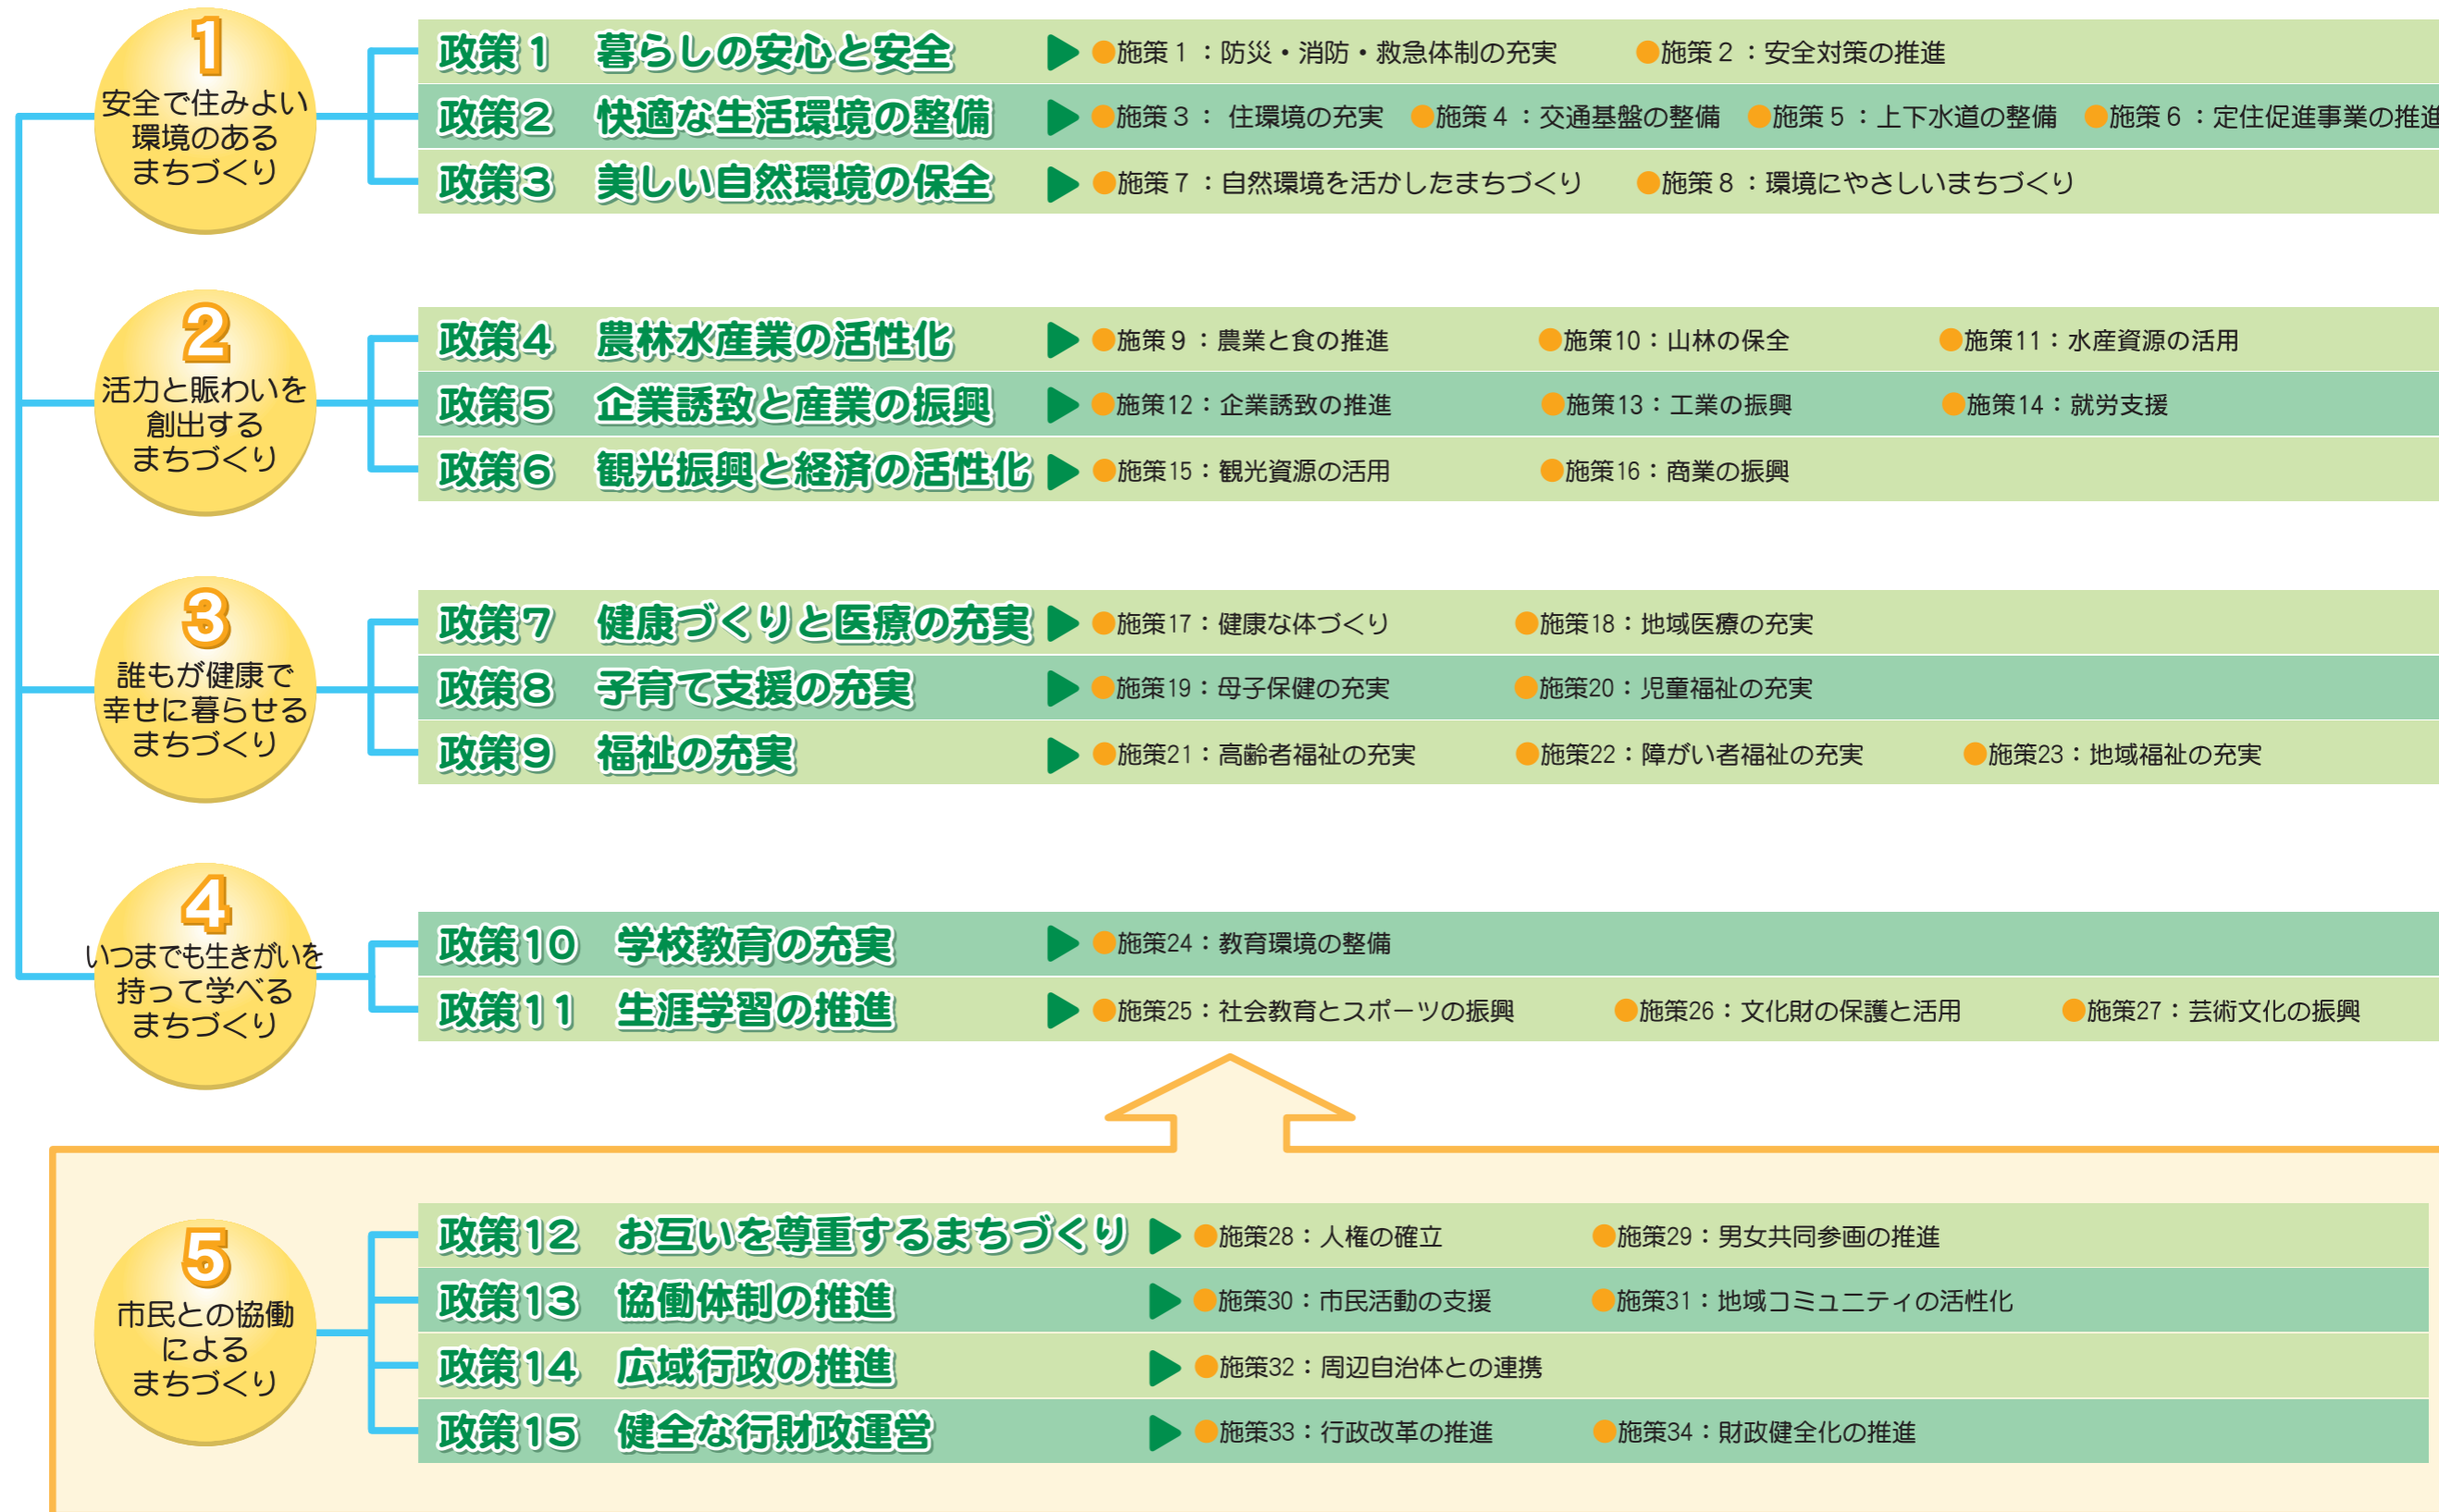 1
安全で住みよい
環境のある
まちづくり
政策1 暮らしの安心と安全 ●施策1：防災・消防・救急体制の充実 ●施策2：安全対策の推進
政策2 快適な生活環境の整備 ●施策3：住環境の充実 ●施策4：交通基盤の整備 ●施策5：上下水道の整備 ●施策6：定住促進事業の推進
政策3 美しい自然環境の保全 ●施策7：自然環境を活かしたまちづくり ●施策8：環境にやさしいまちづくり
2
活力と賑わいを
創出する
まちづくり
政策4 農林水産業の活性化 ●施策9：農業と食の推進 ●施策10：山林の保全 ●施策11：水産資源の活用
政策5 企業誘致と産業の振興 ●施策12：企業誘致の推進 ●施策13：工業の振興 ●施策14：就労支援
政策6 観光振興と経済の活性化 ●施策15：観光資源の活用 ●施策16：商業の振興
3
誰もが健康で
幸せに暮らせる
まちづくり
政策7 健康づくりと医療の充実 ●施策17：健康な体づくり ●施策18：地域医療の充実
政策8 子育て支援の充実 ●施策19：母子保健の充実 ●施策20：児童福祉の充実
政策9 福祉の充実 ●施策21：高齢者福祉の充実 ●施策22：障がい者福祉の充実 ●施策23：地域福祉の充実
4
いつまでも生きがいを
持って学べる
まちづくり
政策10 学校教育の充実 ●施策24：教育環境の整備
政策11 生涯学習の推進 ●施策25：社会教育とスポーツの振興 ●施策26：文化財の保護と活用 ●施策27：芸術文化の振興
5
市民との協働
による
まちづくり
政策12 お互いを尊重するまちづくり ●施策28：人権の確立 ●施策29：男女共同参画の推進
政策13 協働体制の推進 ●施策30：市民活動の支援 ●施策31：地域コミュニティの活性化
政策14 広域行政の推進 ●施策32：周辺自治体との連携
政策15 健全な行財政運営 ●施策33：行政改革の推進 ●施策34：財政健全化の推進